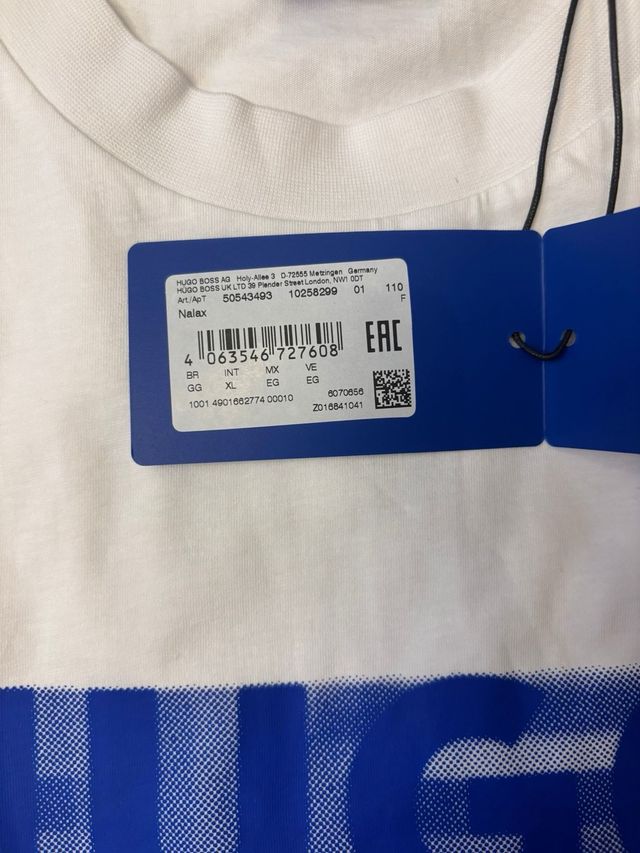 HUGO BOSS AG Holy-Allee 3 D-72555 Metzingen Germany
HUGO BOSS UK LTD 39 Plender Street London, NW1 0DT
Art./ApT 50543493 10258299 01 110
F
Nalax
4 063546 727608
EAC
BR INT MX VE
GG XL EG EG
6070656
1001 4901662774 00010 Z016841041
HUGO